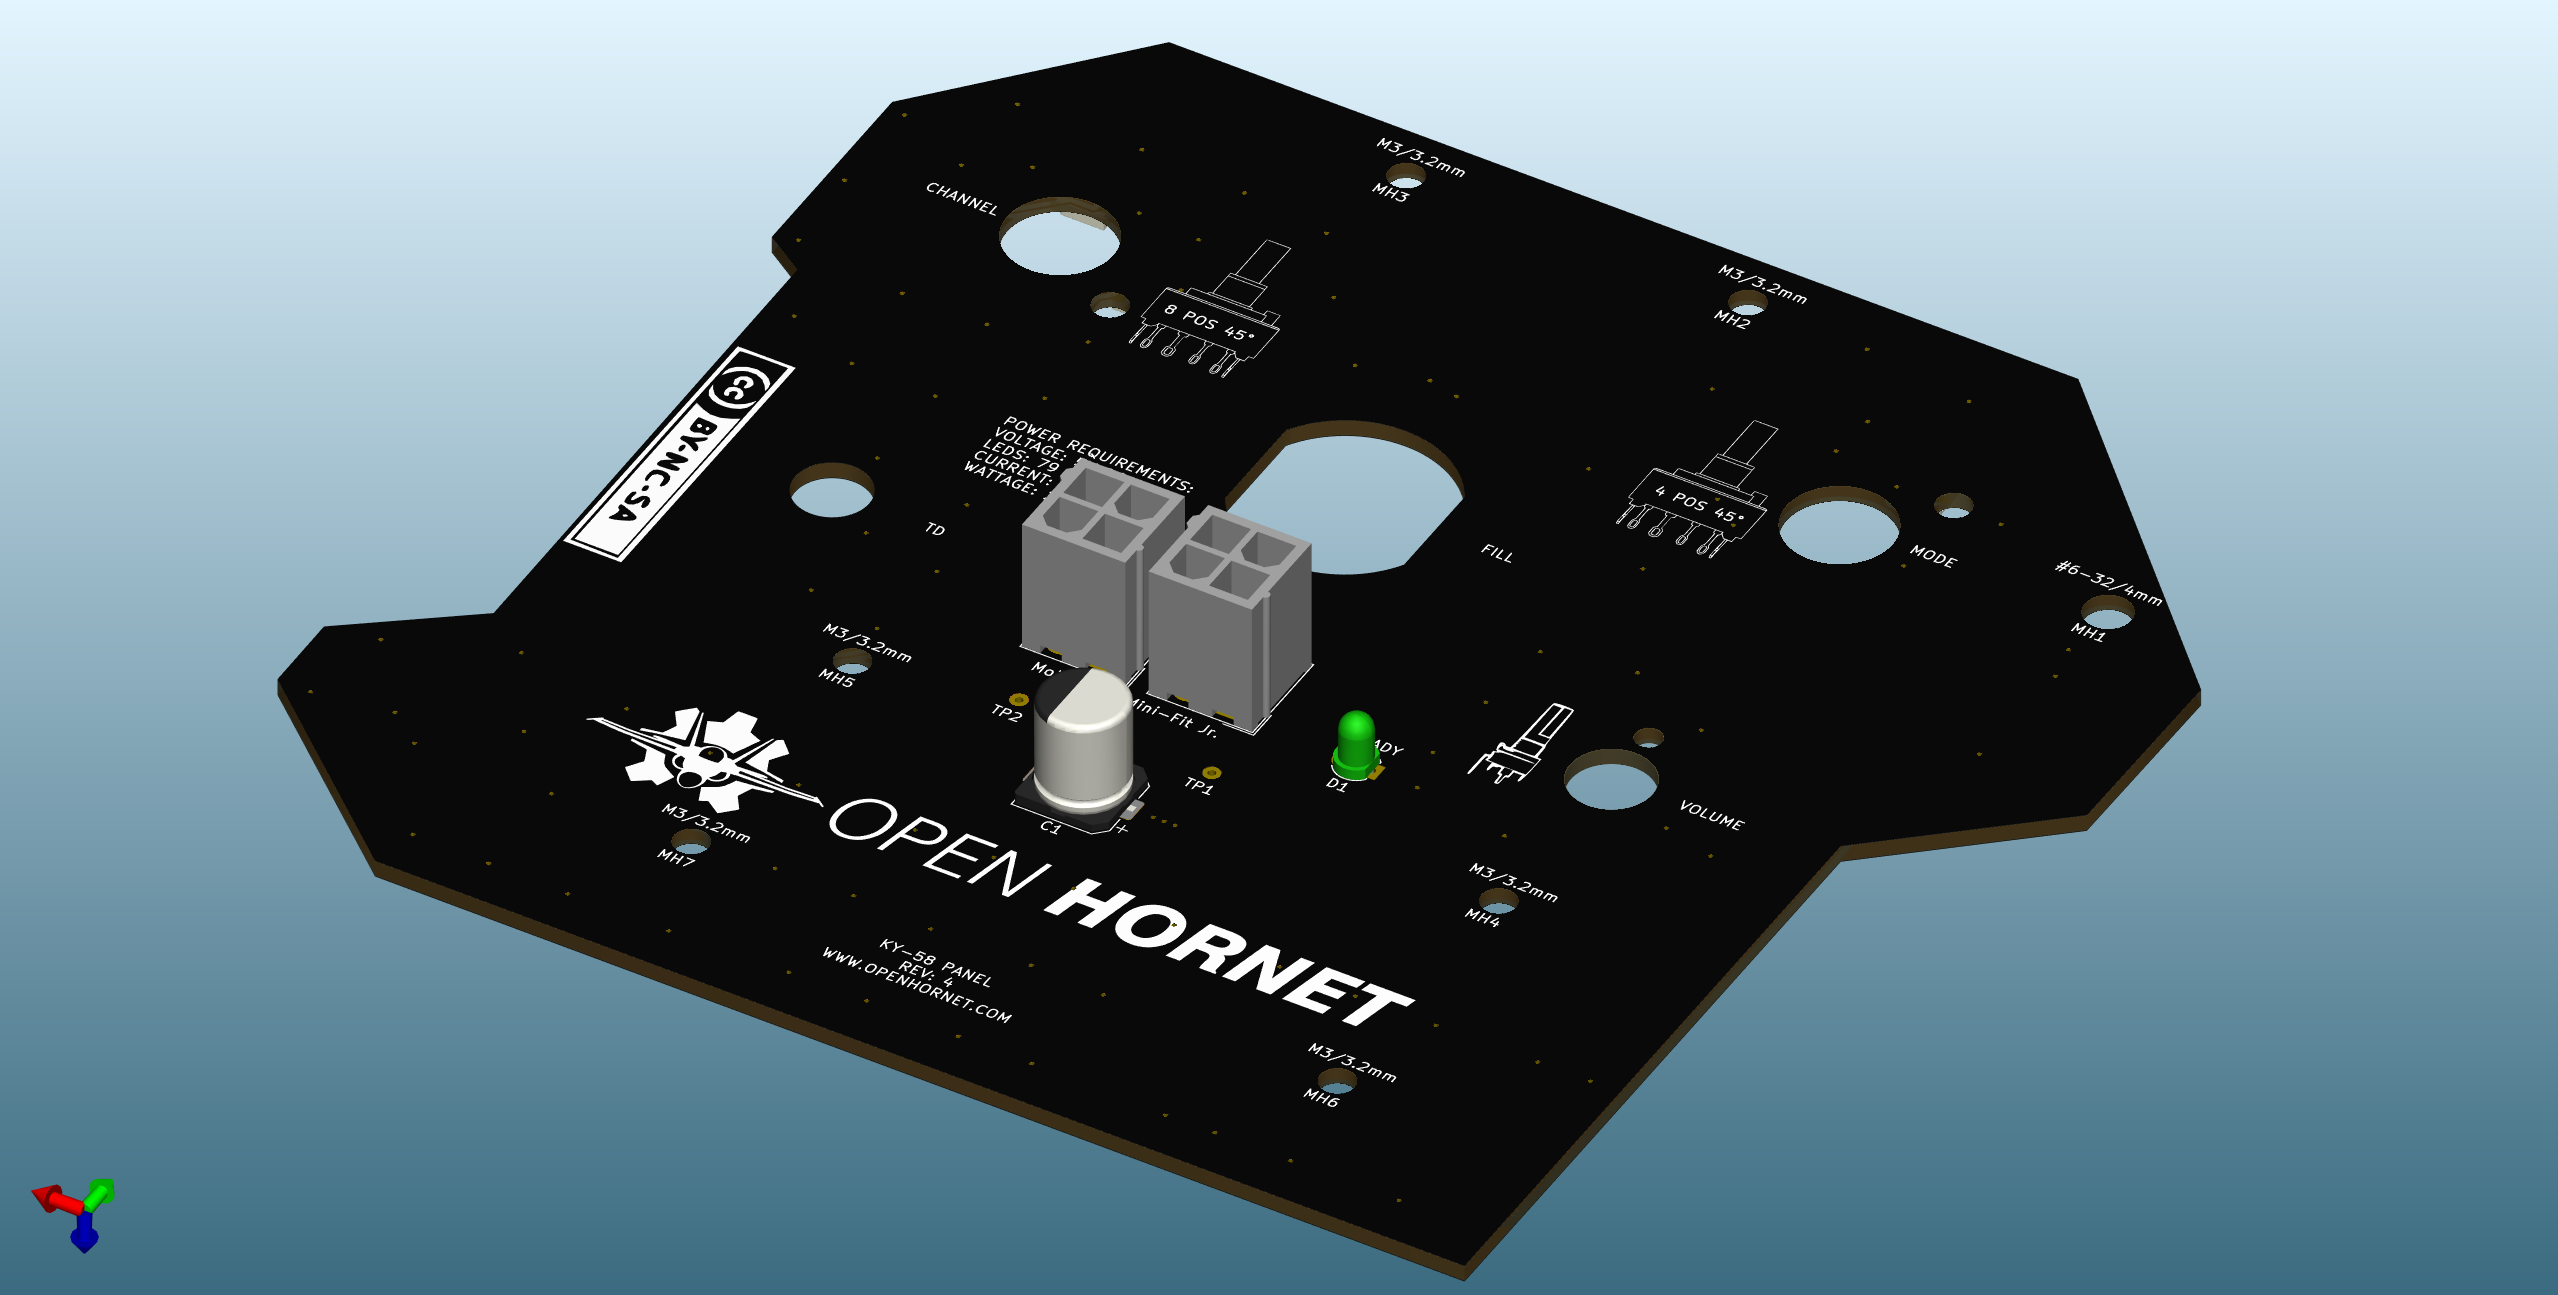 M3/3.2mm
MH3
CHANNEL
M3/3.2mm
MH2
8 POS 45°
CC
BY-NC-SA
POWER REQUIREMENTS:
VOLTAGE:
LEDS: 79
CURRENT:
WATTAGE:
TD
4 POS 45°
FILL
MODE
#6-32/4mm
MH1
M3/3.2mm
MH5
TP2
Mini-Fit Jr.
TP1
D1
C1
+
VOLUME
M3/3.2mm
MH7
OPEN HORNET
M3/3.2mm
MH4
KY-58 PANEL
REV: 4
WWW.OPENHORNET.COM
M3/3.2mm
MH6